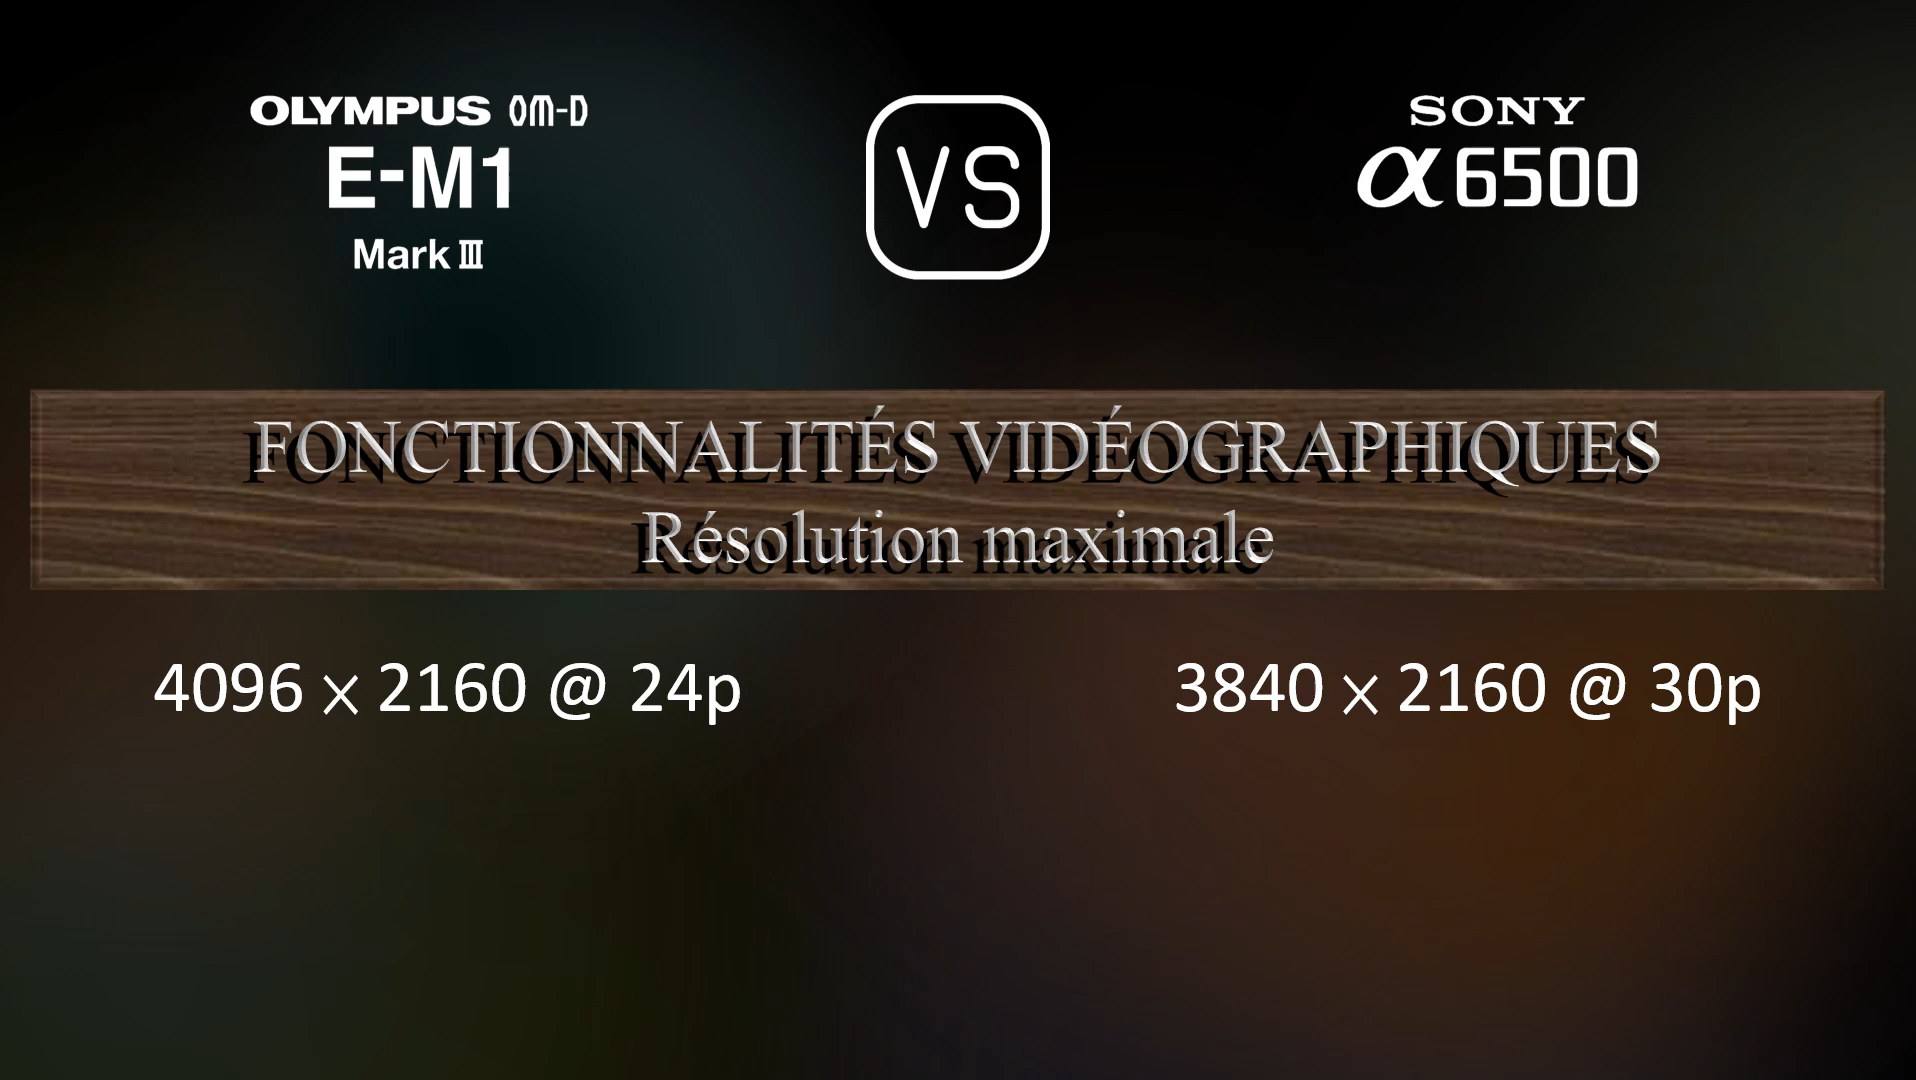 OLYMPUS OM-D
E-M1
Mark III
VS
SONY
α6500
FONCTIONNALITÉS VIDÉOGRAPHIQUES
Résolution maximale
4096 x 2160 @ 24p
3840 x 2160 @ 30p